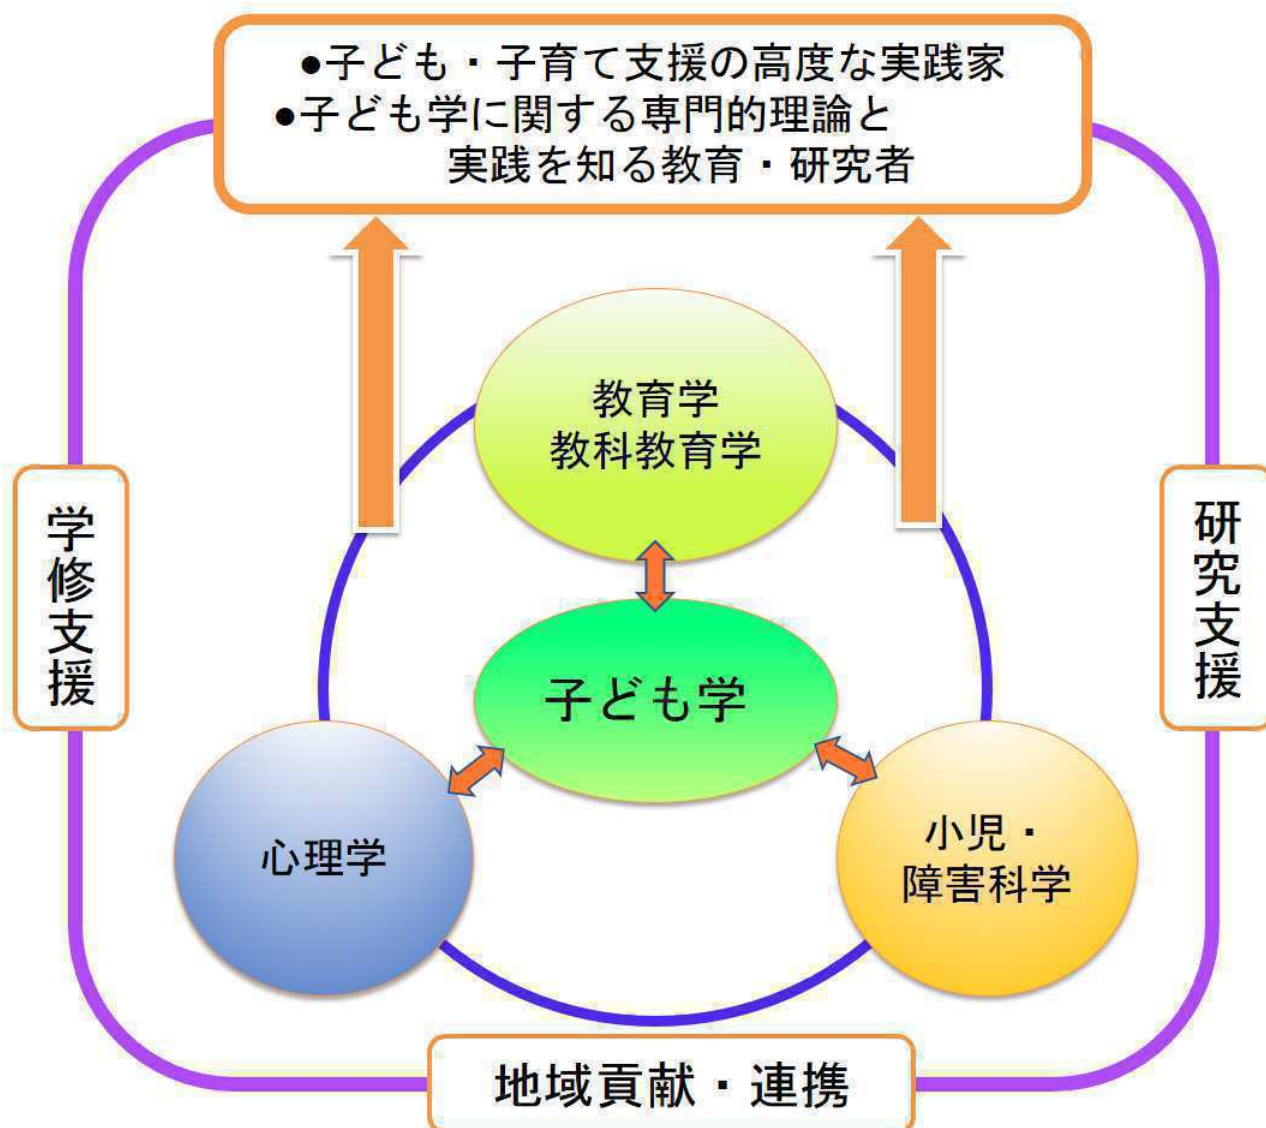 ●子ども・子育て支援の高度な実践家
●子ども学に関する専門的理論と
実践を知る教育・研究者
教育学
教科教育学
学修支援
研究支援
子ども学
心理学
小児・
障害科学
地域貢献・連携